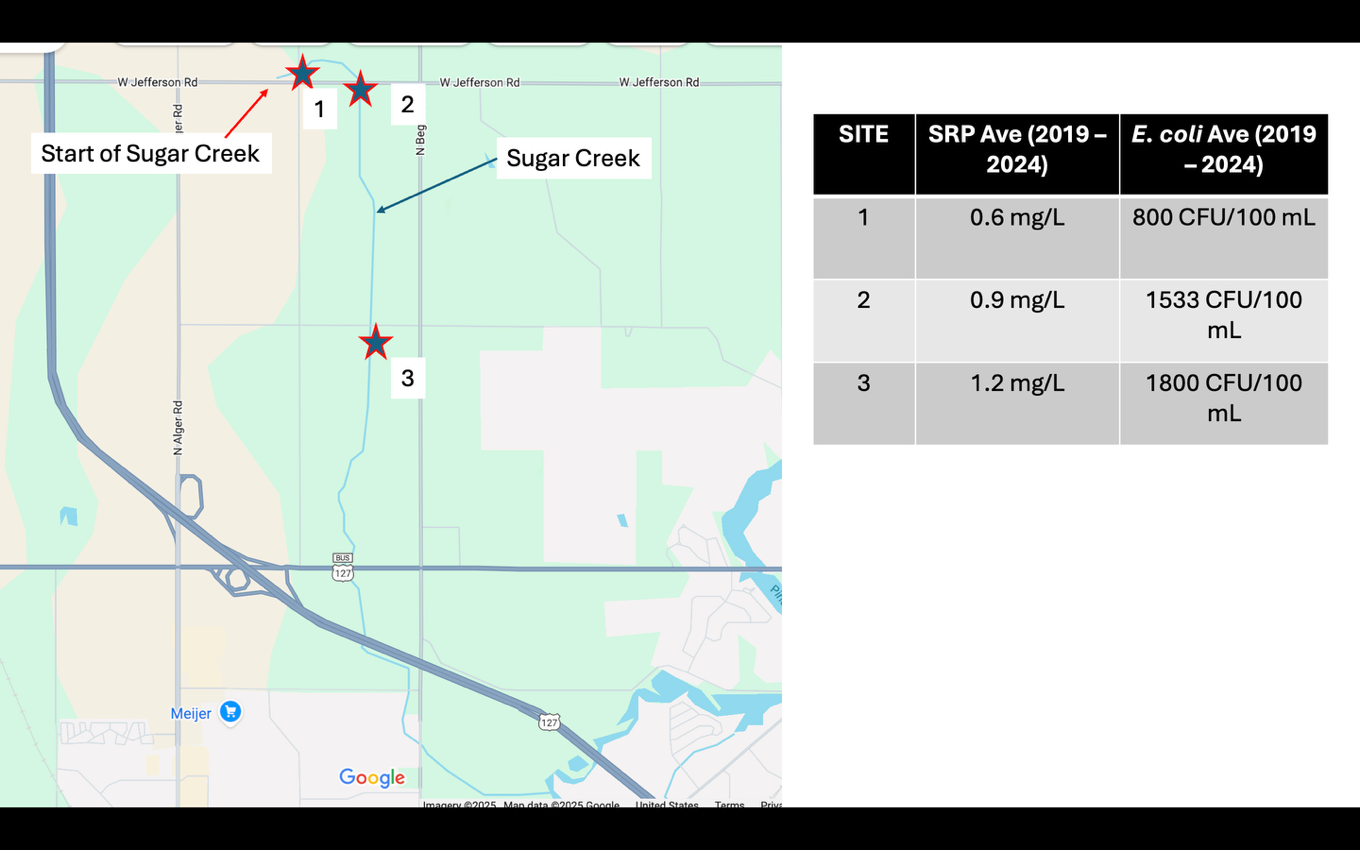 W Jefferson Rd
W Jefferson Rd
W Jefferson Rd
1
2
er Rd
Start of Sugar Creek
N Beg
Sugar Creek
3
N Alger Rd
BUS
127
127
Meijer
Google
Imagery ©2025 Map data ©2025 Google United States Terms
SITE
SRP Ave (2019 –
2024)
E. coli Ave (2019
– 2024)
1
0.6 mg/L
800 CFU/100 mL
2
0.9 mg/L
1533 CFU/100
mL
3
1.2 mg/L
1800 CFU/100
mL